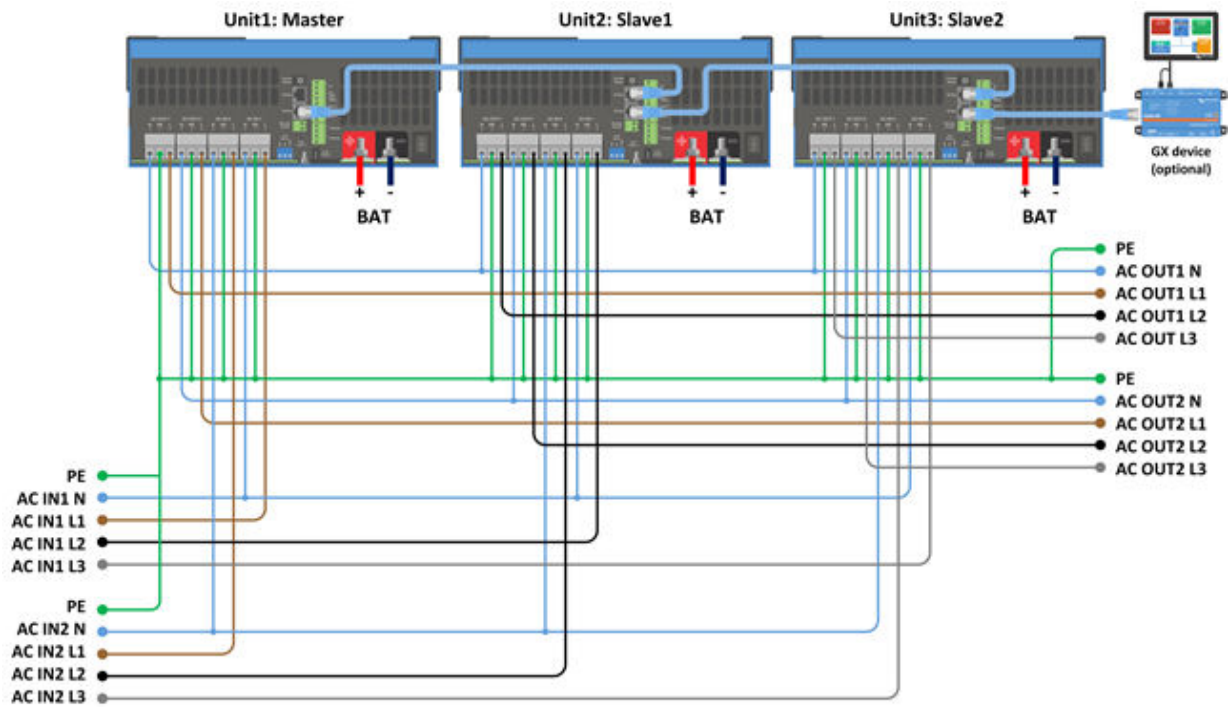 Unit1: Master
Unit2: Slave1
Unit3: Slave2
GX device
(optional)
+ -
BAT
+ -
BAT
+ -
BAT
PE
AC OUT1 N
AC OUT1 L1
AC OUT1 L2
AC OUT L3
PE
AC OUT2 N
AC OUT2 L1
AC OUT2 L2
AC OUT2 L3
PE
AC IN1 N
AC IN1 L1
AC IN1 L2
AC IN1 L3
PE
AC IN2 N
AC IN2 L1
AC IN2 L2
AC IN2 L3